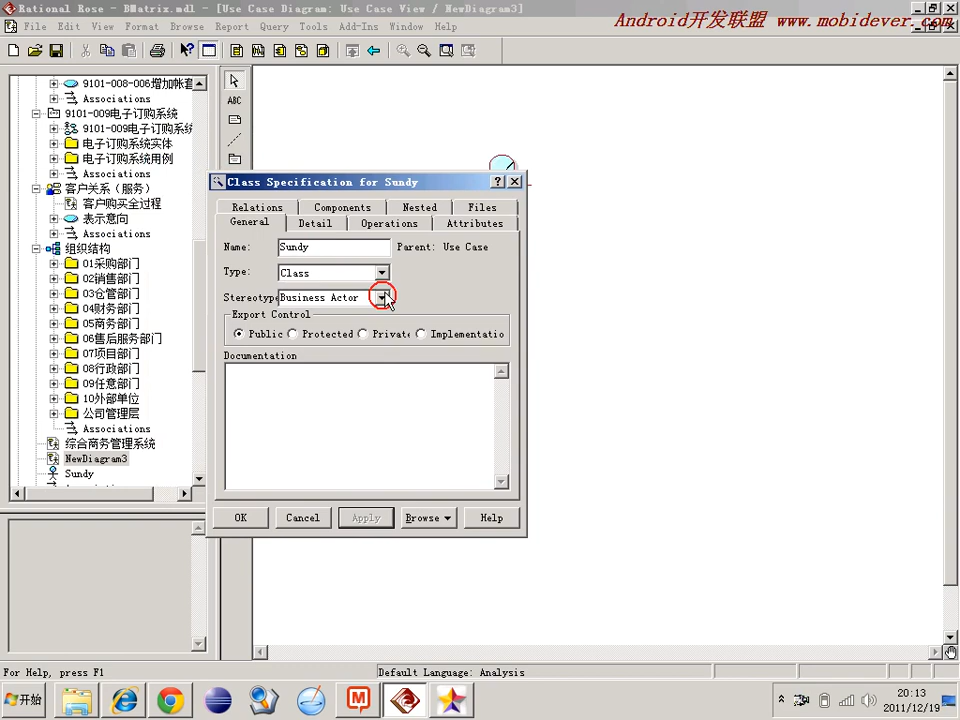 Rational Rose - BMatrix.mdl - [Use Case Diagram: Use Case View / NewDiagram3]
File Edit View Format Browse Report Query Tools Add-Ins Window Help
Android开发联盟 www.mobidever.com
ABC
9101-008-006增加帐套
Associations
9101-009电子订购系统
9101-009电子订购系统
电子订购系统实体
电子订购系统用例
Associations
客户关系（服务）
客户购买全过程
表示意向
Associations
组织结构
01采购部门
02销售部门
03仓管部门
04财务部门
05商务部门
06售后服务部门
07项目部门
08行政部门
09任意部门
10外部单位
公司管理层
Associations
综合商务管理系统
NewDiagram3
Sundy
Class Specification for Sundy
Relations Components Nested Files
General Detail Operations Attributes
Name: Sundy Parent: Use Case
Type: Class
Stereotype Business Actor
Export Control
Public Protected Private Implementatio
Documentation
OK Cancel Apply Browse Help
For Help, press F1
Default Language: Analysis
开始
20:13
2011/12/19